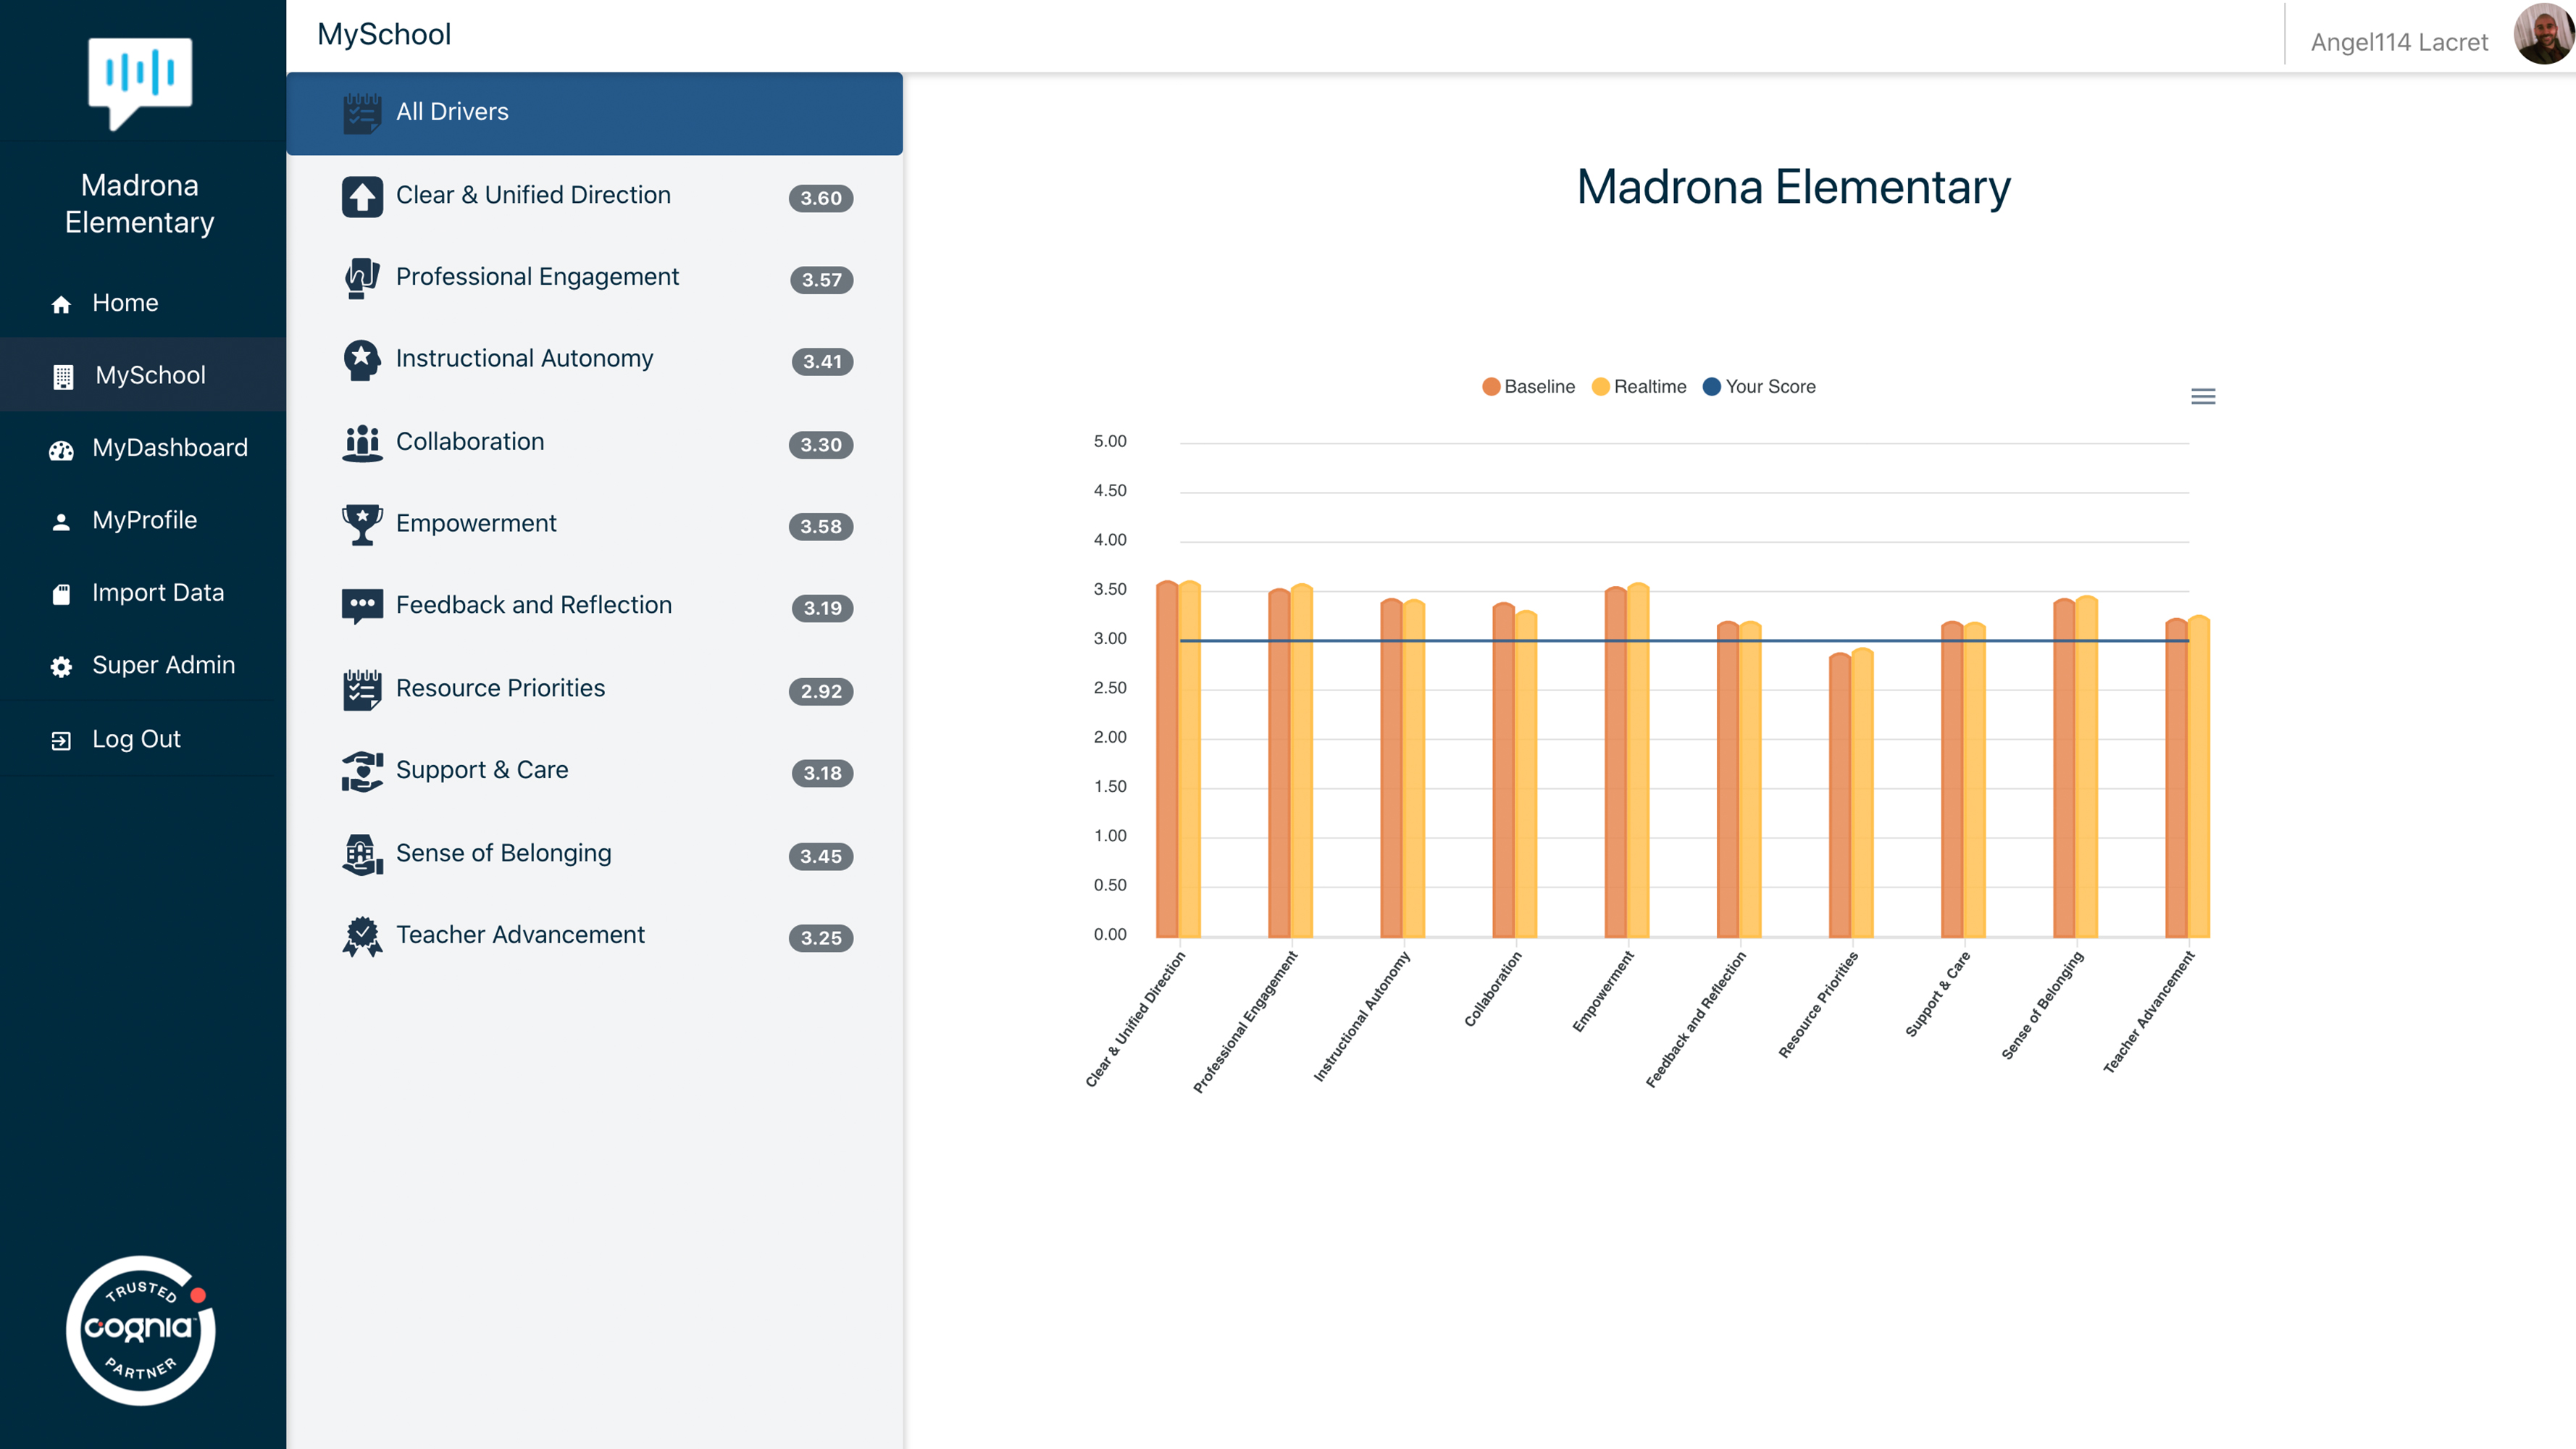 Madrona
Elementary
Home
MySchool
MyDashboard
MyProfile
Import Data
Super Admin
Log Out
TRUSTED
cognia
PARTNER
MySchool
Angel114 Lacret
All Drivers
Clear & Unified Direction 3.60
Professional Engagement 3.57
Instructional Autonomy 3.41
Collaboration 3.30
Empowerment 3.58
Feedback and Reflection 3.19
Resource Priorities 2.92
Support & Care 3.18
Sense of Belonging 3.45
Teacher Advancement 3.25
Madrona Elementary
Baseline Realtime Your Score
5.00
4.50
4.00
3.50
3.00
2.50
2.00
1.50
1.00
0.50
0.00
Clear & Unified Direction
Professional Engagement
Instructional Autonomy
Collaboration
Empowerment
Feedback and Reflection
Resource Priorities
Support & Care
Sense of Belonging
Teacher Advancement